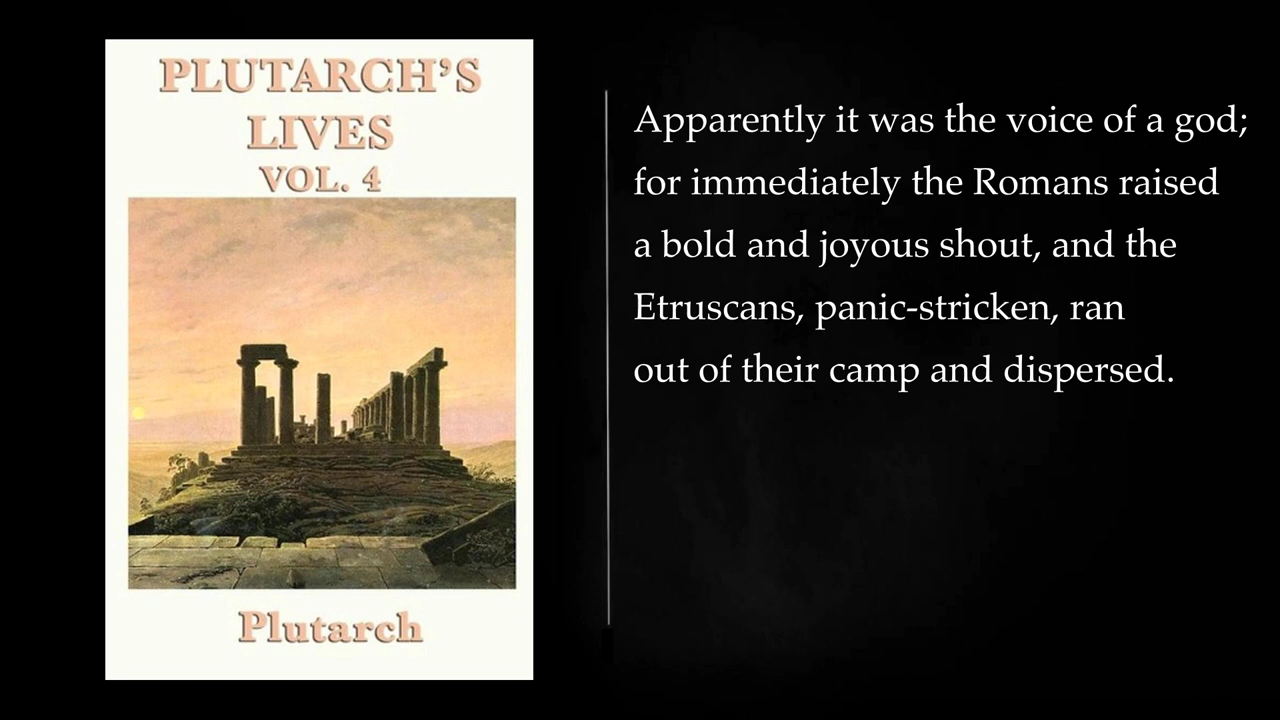 PLUTARCH'S
LIVES
VOL. 4
Plutarch
Apparently it was the voice of a god;
for immediately the Romans raised
a bold and joyous shout, and the
Etruscans, panic-stricken, ran
out of their camp and dispersed.